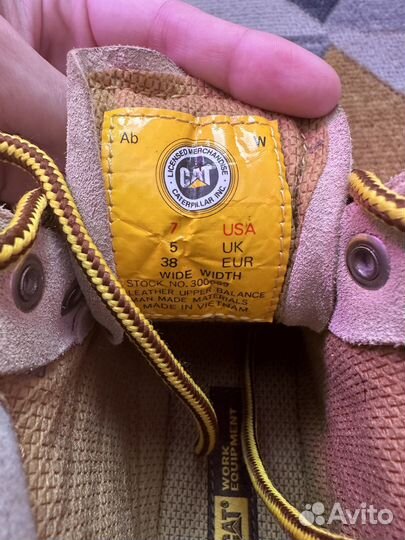 Ab W
LICENSED MERCHANDISE
CAT
CATERPILLAR INC.
7 USA
5 UK
38 EUR
WIDE WIDTH
STOCK NO.
LEATHER UPPER BALANCE
MAN MADE MATERIALS
MADE IN VIETNAM
CAT
WORK
EQUIPMENT
Avito